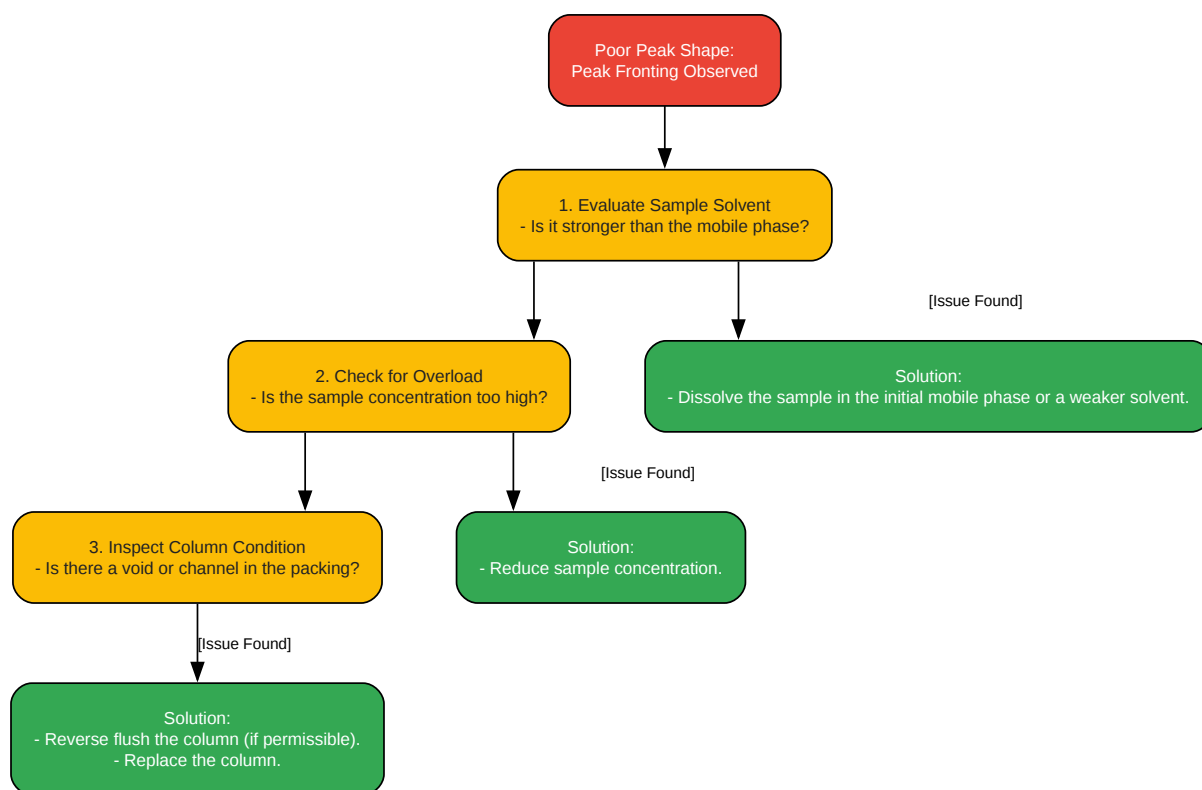 Poor Peak Shape:
Peak Fronting Observed
1. Evaluate Sample Solvent
- Is it stronger than the mobile phase?
[Issue Found]
2. Check for Overload
- Is the sample concentration too high?
Solution:
- Dissolve the sample in the initial mobile phase or a weaker solvent.
[Issue Found]
3. Inspect Column Condition
- Is there a void or channel in the packing?
Solution:
- Reduce sample concentration.
[Issue Found]
Solution:
- Reverse flush the column (if permissible).
- Replace the column.